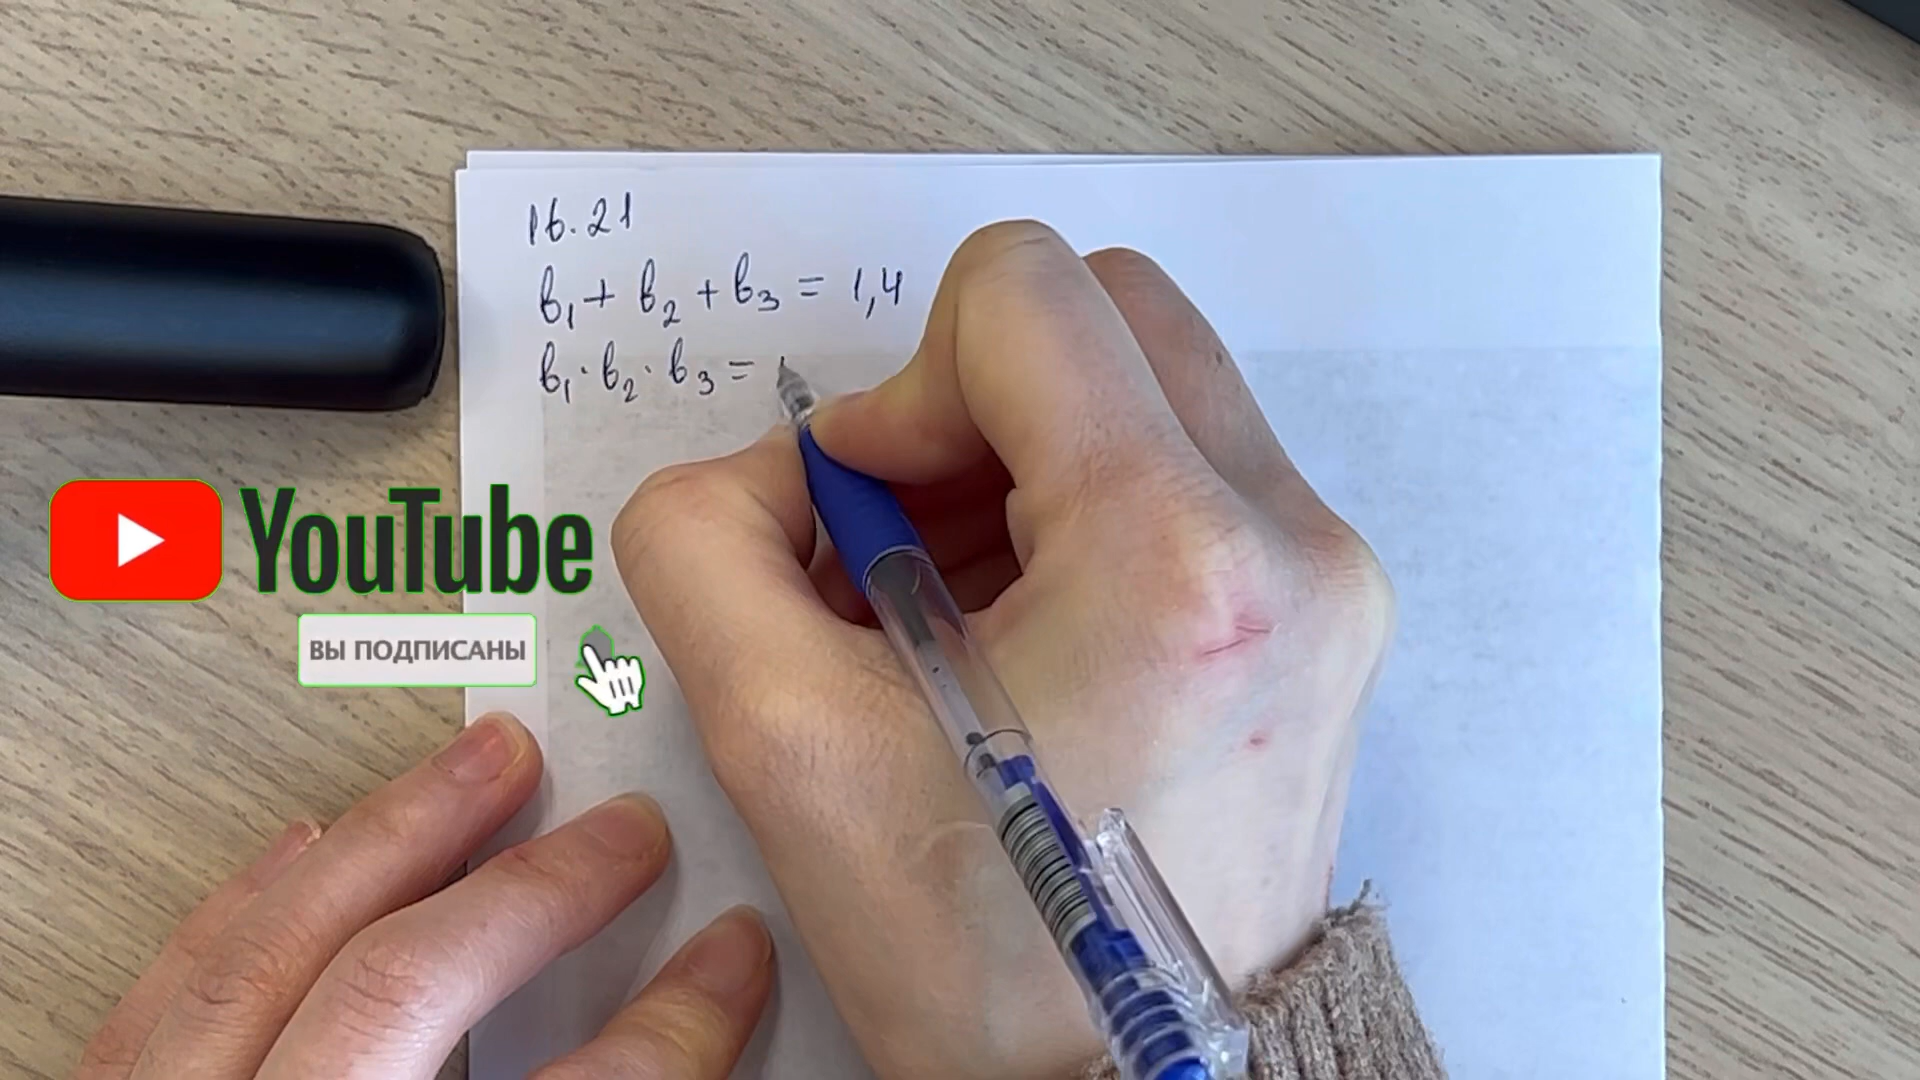 16.21
b₁ + b₂ + b₃ = 1,4
b₁ · b₂ · b₃ =
YouTube
ВЫ ПОДПИСАНЫ